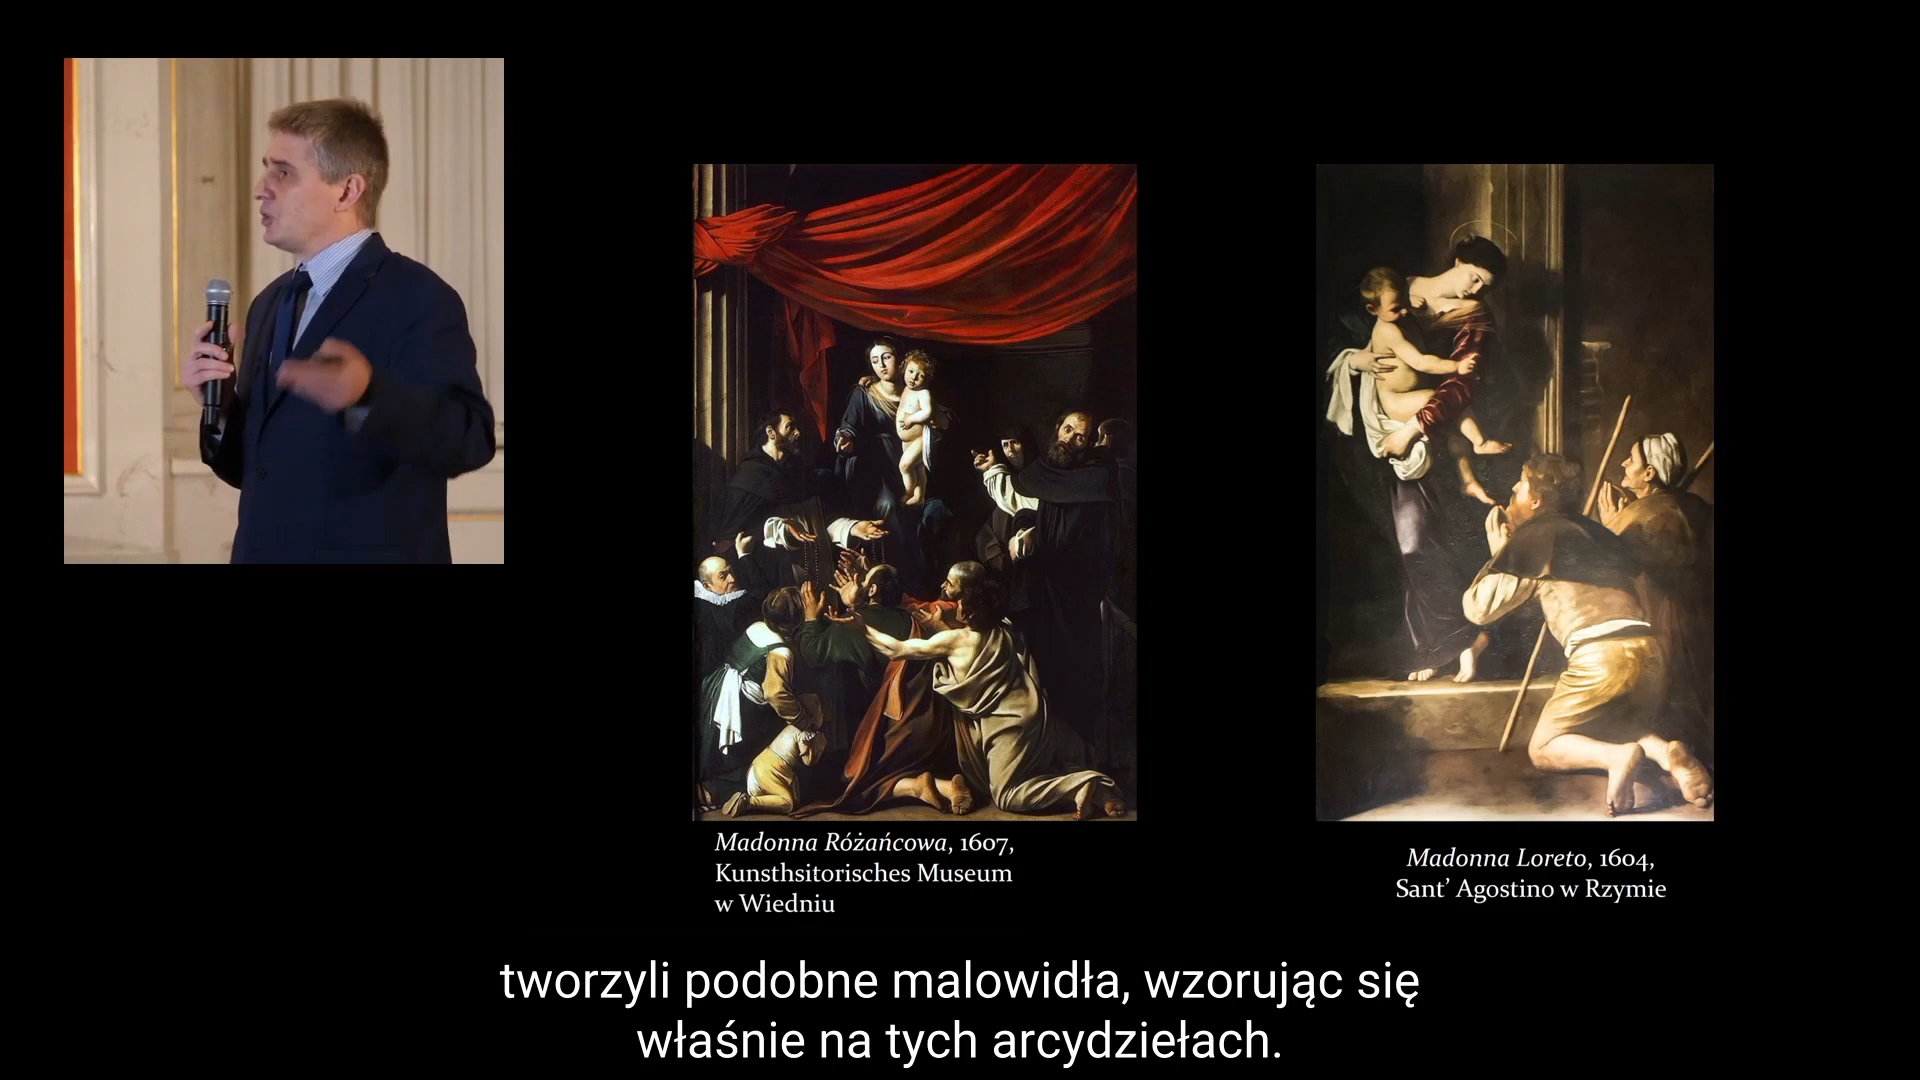 Madonna Różańcowa, 1607,
Kunsthsitorisches Museum
w Wiedniu
Madonna Loreto, 1604,
Sant' Agostino w Rzymie
tworzyli podobne malowidła, wzorując się
właśnie na tych arcydziełach.